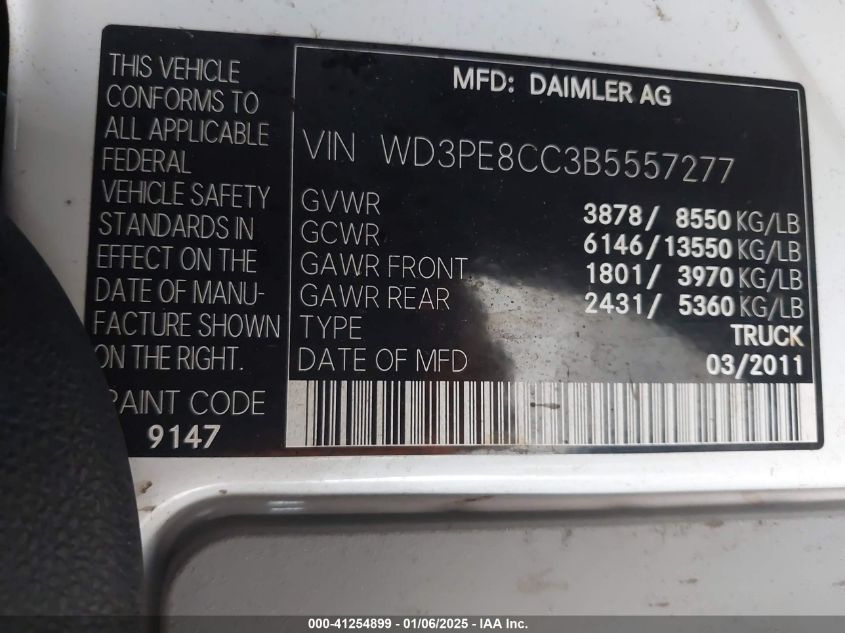 THIS VEHICLE
CONFORMS TO
ALL APPLICABLE
FEDERAL
VEHICLE SAFETY
STANDARDS IN
EFFECT ON THE
DATE OF MANU-
FACTURE SHOWN
ON THE RIGHT.
PAINT CODE
9147
MFD: DAIMLER AG
VIN WD3PE8CC3B5557277
GVWR 3878/ 8550 KG/LB
GCWR 6146/13550 KG/LB
GAWR FRONT 1801/ 3970 KG/LB
GAWR REAR 2431/ 5360 KG/LB
TYPE TRUCK
DATE OF MFD 03/2011
000-41254899 - 01/06/2025 - IAA Inc.